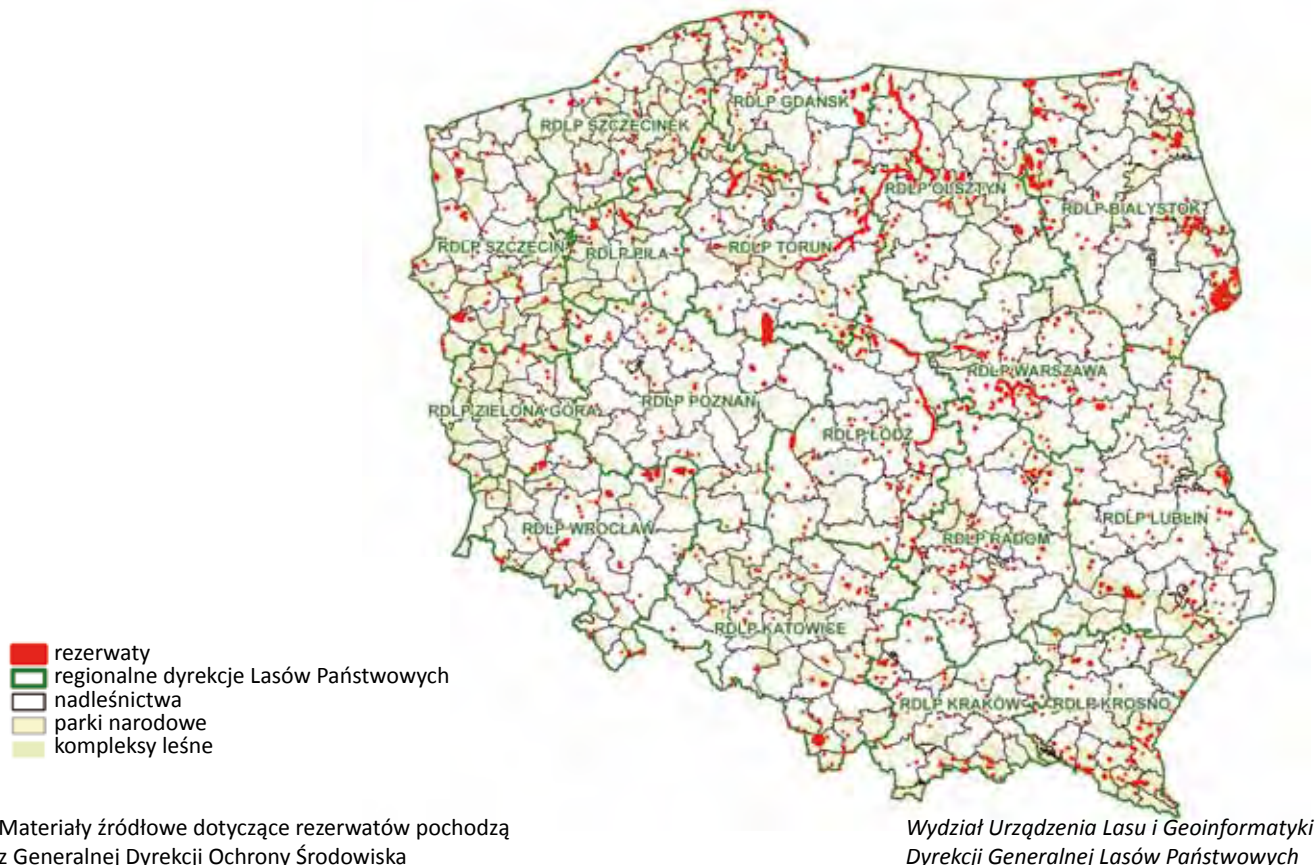 RDLP GDAŃSK
RDLP SZCZECINEK
RDLP OLSZTYN
RDLP BIAŁYSTOK
RDLP SZCZECIN
RDLP PIŁA
RDLP TORUŃ
RDLP WARSZAWA
RDLP POZNAŃ
RDLP ZIELONA GÓRA
RDLP ŁÓDŹ
RDLP LUBLIN
RDLP WROCŁAW
RDLP RADOM
RDLP KATOWICE
RDLP KRAKÓW
RDLP KROSNO
rezerwaty
regionalne dyrekcje Lasów Państwowych
nadleśnictwa
parki narodowe
kompleksy leśne
Materiały źródłowe dotyczące rezerwatów pochodzą
z Generalnej Dyrekcji Ochrony Środowiska
Wydział Urządzenia Lasu i Geoinformatyki
Dyrekcji Generalnej Lasów Państwowych